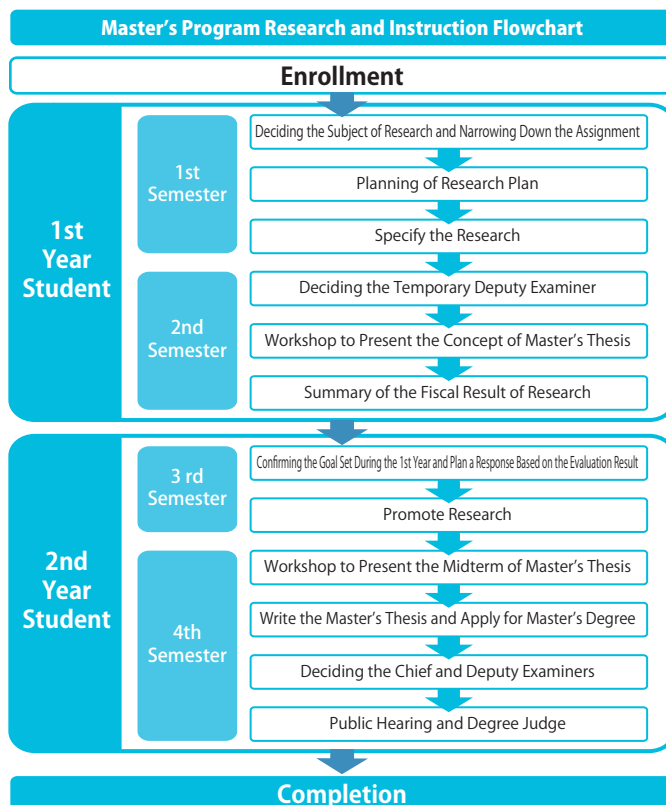 Master's Program Research and Instruction Flowchart
Enrollment
1st
Year
Student
1st
Semester
Deciding the Subject of Research and Narrowing Down the Assignment
Planning of Research Plan
Specify the Research
2nd
Semester
Deciding the Temporary Deputy Examiner
Workshop to Present the Concept of Master's Thesis
Summary of the Fiscal Result of Research
2nd
Year
Student
3 rd
Semester
Confirming the Goal Set During the 1st Year and Plan a Response Based on the Evaluation Result
Promote Research
4th
Semester
Workshop to Present the Midterm of Master's Thesis
Write the Master's Thesis and Apply for Master's Degree
Deciding the Chief and Deputy Examiners
Public Hearing and Degree Judge
Completion